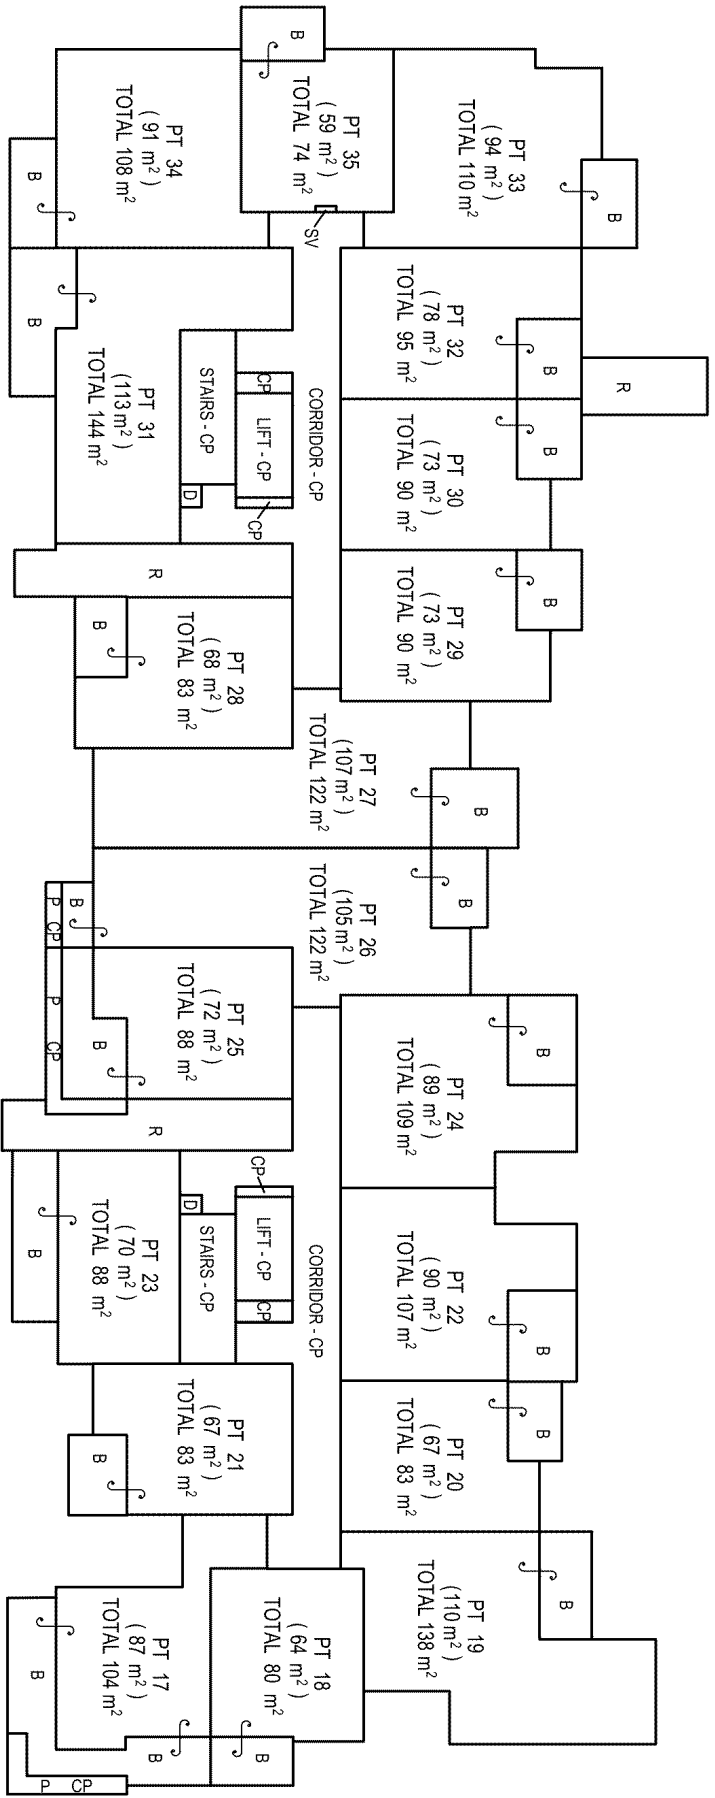 B
PT 35
( 59 m² )
TOTAL 74 m²
PT 34
( 91 m² )
TOTAL 108 m²
PT 33
( 94 m² )
TOTAL 110 m²
B
B
SV
B
PT 32
( 78 m² )
TOTAL 95 m²
B
R
PT 31
(113 m² )
TOTAL 144 m²
STAIRS - CP
CP
LIFT - CP
CP
D
CORRIDOR - CP
PT 30
( 73 m² )
TOTAL 90 m²
B
R
PT 29
( 73 m² )
TOTAL 90 m²
B
PT 28
( 68 m² )
TOTAL 83 m²
B
PT 27
(107 m² )
TOTAL 122 m²
B
PT 26
(105 m² )
TOTAL 122 m²
B
B
P CP
PT 25
( 72 m² )
TOTAL 88 m²
B
P CP
PT 24
( 89 m² )
TOTAL 109 m²
B
R
PT 23
( 70 m² )
TOTAL 88 m²
B
D
STAIRS - CP
CP
LIFT - CP
CP
CORRIDOR - CP
PT 22
( 90 m² )
TOTAL 107 m²
B
PT 21
( 67 m² )
TOTAL 83 m²
B
PT 20
( 67 m² )
TOTAL 83 m²
B
PT 19
(110 m² )
TOTAL 138 m²
B
PT 18
( 64 m² )
TOTAL 80 m²
B
PT 17
( 87 m² )
TOTAL 104 m²
B
B
P CP